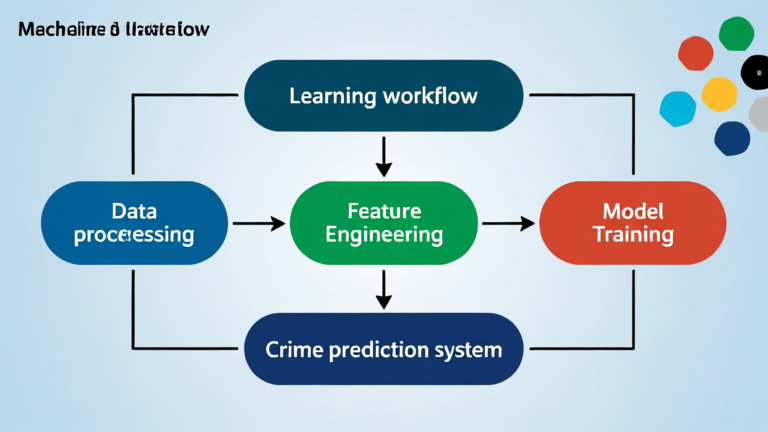 Learning workflow
Data
processing
Feature
Engineering
Model
Training
Crime prediction system